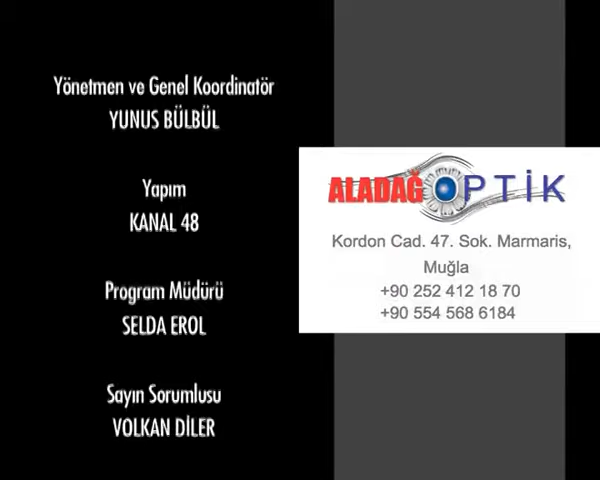 Yönetmen ve Genel Koordinatör
YUNUS BÜLBÜL
Yapım
KANAL 48
Program Müdürü
SELDA EROL
Sayın Sorumlusu
VOLKAN DİLER
ALADAĞ OPTİK
Kordon Cad. 47. Sok. Marmaris,
Muğla
+90 252 412 18 70
+90 554 568 6184